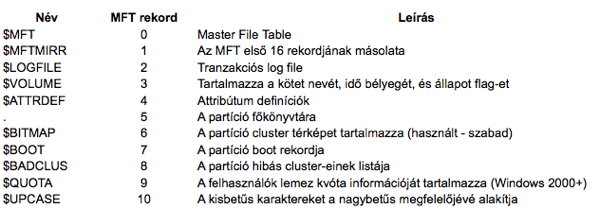 Név MFT rekord Leírás
$MFT 0 Master File Table
$MFTMIRR 1 Az MFT első 16 rekordjának másolata
$LOGFILE 2 Tranzakciós log file
$VOLUME 3 Tartalmazza a kötet nevét, idő bélyegét, és állapot flag-et
$ATTRDEF 4 Attribútum definíciók
. 5 A partíció főkönyvtára
$BITMAP 6 A partíció cluster térképet tartalmazza (használt - szabad)
$BOOT 7 A partíció boot rekordja
$BADCLUS 8 A partíció hibás cluster-einek listája
$QUOTA 9 A felhasználók lemez kvóta információját tartalmazza (Windows 2000+)
$UPCASE 10 A kisbetűs karaktereket a nagybetűs megfelelőjévé alakítja